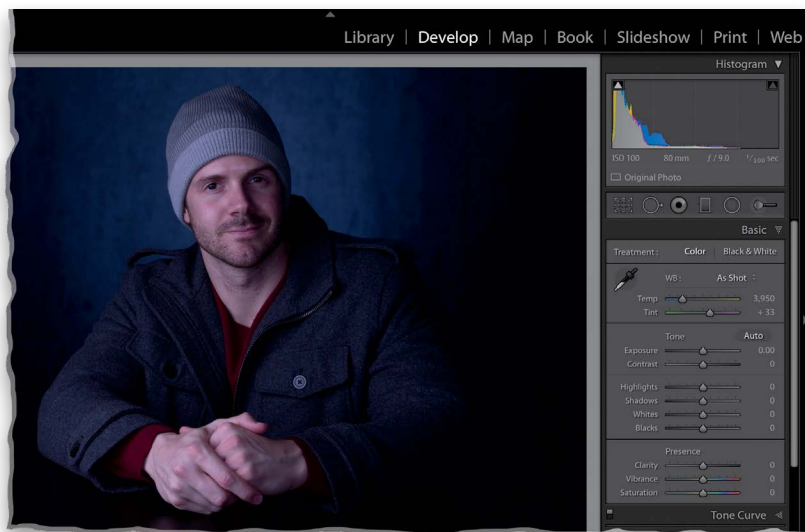 Library | Develop | Map | Book | Slideshow | Print | Web
Histogram
ISO 100 80 mm ƒ / 9.0 1/100 sec
Original Photo
Basic
Treatment : Color | Black & White
WB : As Shot
Temp 3,950
Tint + 33
Tone Auto
Exposure 0.00
Contrast 0
Highlights 0
Shadows 0
Whites 0
Blacks 0
Presence
Clarity 0
Vibrance 0
Saturation 0
Tone Curve